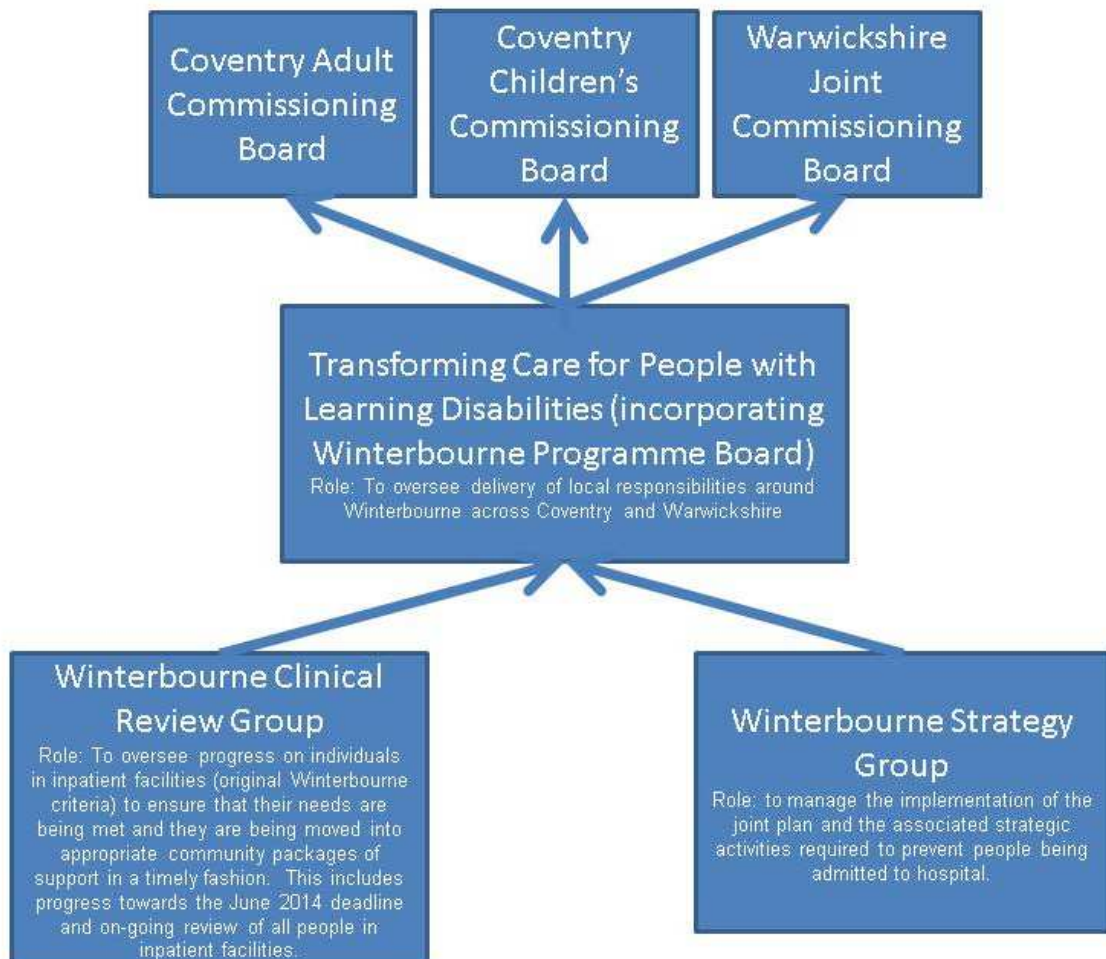 Coventry Adult
Commissioning
Board
Coventry
Children's
Commissioning
Board
Warwickshire
Joint
Commissioning
Board
Transforming Care for People with
Learning Disabilities (incorporating
Winterbourne Programme Board)
Role: To oversee delivery of local responsibilities around
Winterbourne across Coventry and Warwickshire
Winterbourne Clinical
Review Group
Role: To oversee progress on individuals
in inpatient facilities (original Winterbourne
criteria) to ensure that their needs are
being met and they are being moved into
appropriate community packages of
support in a timely fashion. This includes
progress towards the June 2014 deadline
and on-going review of all people in
inpatient facilities.
Winterbourne Strategy
Group
Role: to manage the implementation of the
joint plan and the associated strategic
activities required to prevent people being
admitted to hospital.